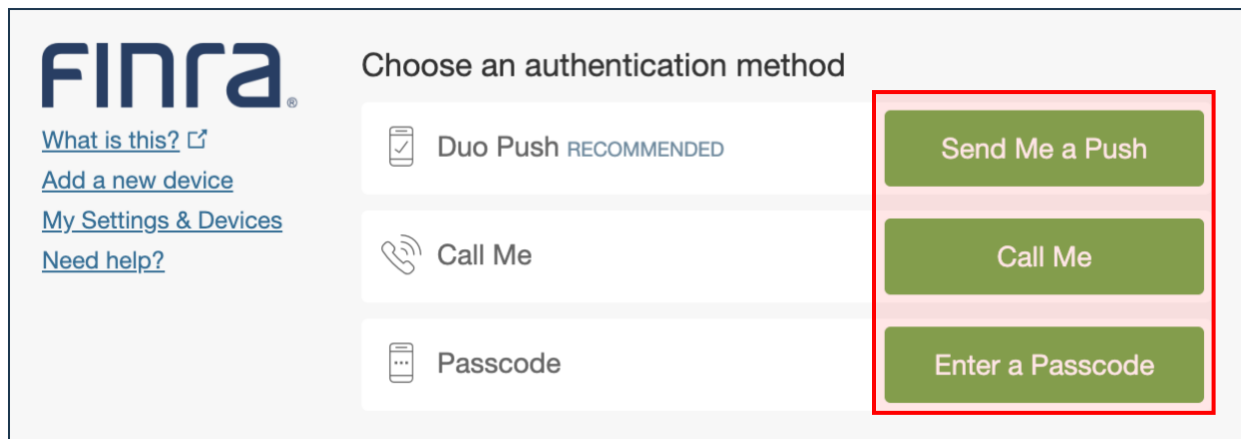 FINra®
What is this?
Add a new device
My Settings & Devices
Need help?
Choose an authentication method
Duo Push RECOMMENDED
Send Me a Push
Call Me
Call Me
Passcode
Enter a Passcode